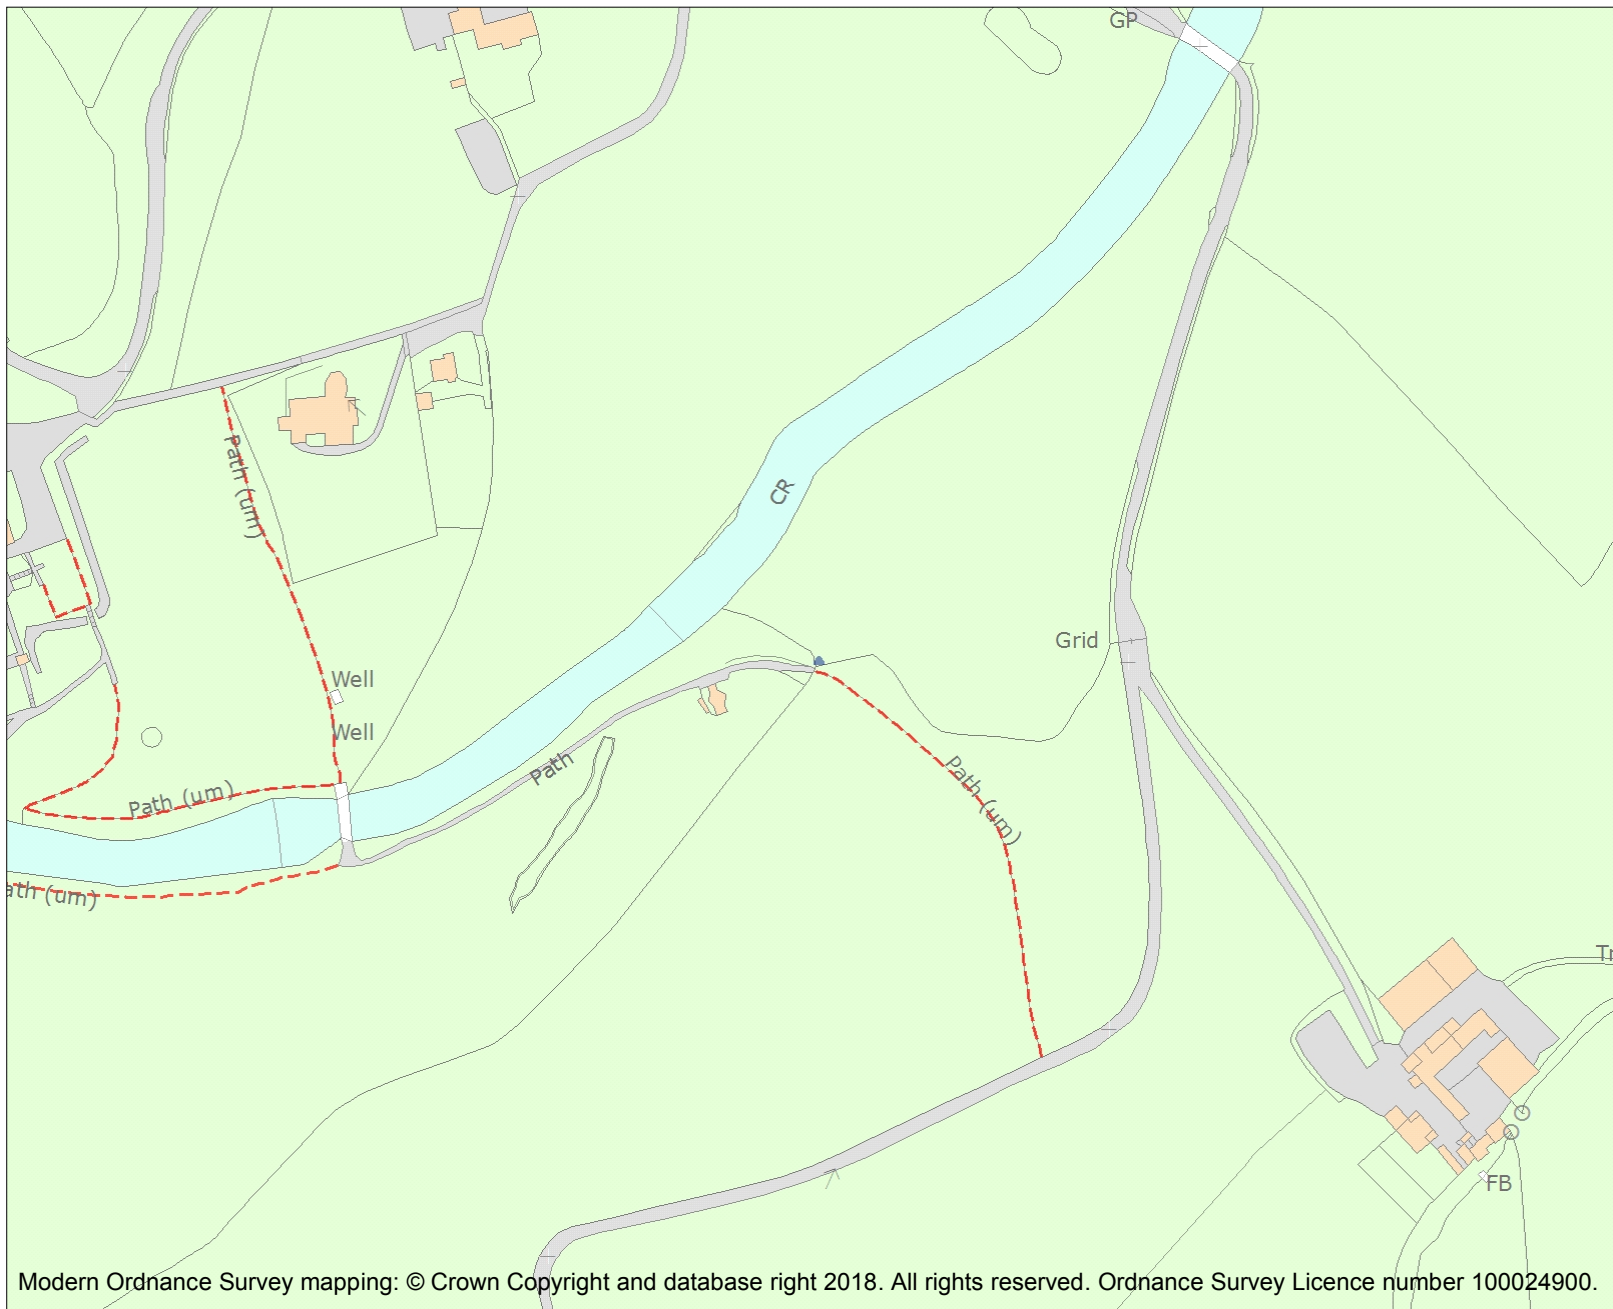 GP
Path (um)
CR
Grid
Well
Well
Path
Path (um)
Path (um)
ath (um)
Tr
FB
Modern Ordnance Survey mapping: © Crown Copyright and database right 2018. All rights reserved. Ordnance Survey Licence number 100024900.